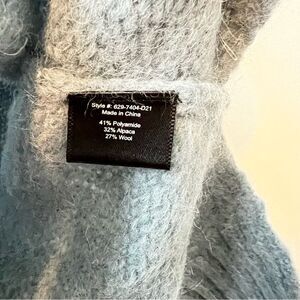 Style #: 629-7404-D21
Made in China
41% Polyamide
32% Alpaca
27% Wool